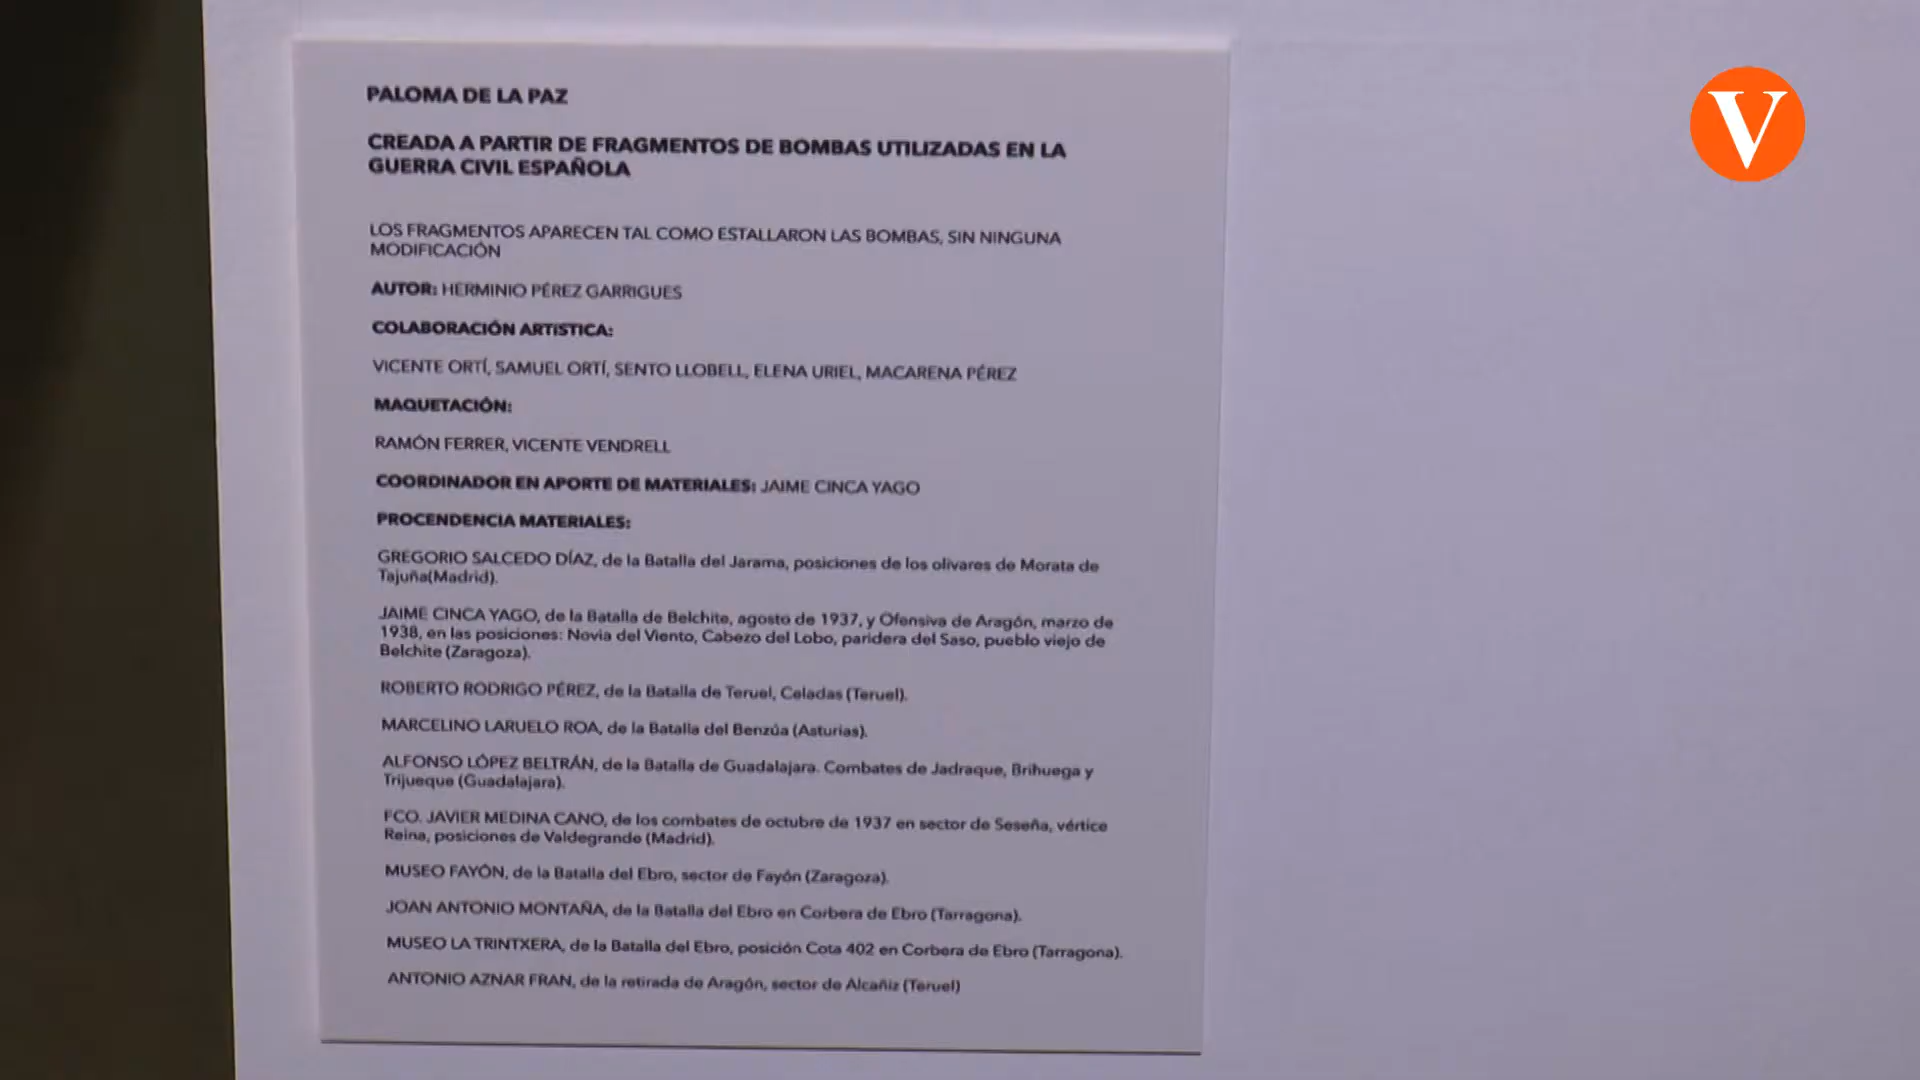 V
PALOMA DE LA PAZ
CREADA A PARTIR DE FRAGMENTOS DE BOMBAS UTILIZADAS EN LA
GUERRA CIVIL ESPAÑOLA
LOS FRAGMENTOS APARECEN TAL COMO ESTALLARON LAS BOMBAS, SIN NINGUNA
MODIFICACIÓN
AUTOR: HERMINIO PÉREZ GARRIGUES
COLABORACIÓN ARTISTICA:
VICENTE ORTÍ, SAMUEL ORTÍ, SENTO LLOBELL, ELENA URIEL, MACARENA PÉREZ
MAQUETACIÓN:
RAMÓN FERRER, VICENTE VENDRELL
COORDINADOR EN APORTE DE MATERIALES: JAIME CINCA YAGO
PROCENDENCIA MATERIALES:
GREGORIO SALCEDO DÍAZ, de la Batalla del Jarama, posiciones de los olivares de Morata de
Tajuña(Madrid).
JAIME CINCA YAGO, de la Batalla de Belchite, agosto de 1937, y Ofensiva de Aragón, marzo de
1938, en las posiciones: Novia del Viento, Cabezo del Lobo, paridera del Saso, pueblo viejo de
Belchite (Zaragoza).
ROBERTO RODRIGO PÉREZ, de la Batalla de Teruel, Celadas (Teruel).
MARCELINO LARUELO ROA, de la Batalla del Benzúa (Asturias).
ALFONSO LÓPEZ BELTRÁN, de la Batalla de Guadalajara. Combates de Jadraque, Brihuega y
Trijueque (Guadalajara).
FCO. JAVIER MEDINA CANO, de los combates de octubre de 1937 en sector de Seseña, vértice
Reina, posiciones de Valdegrande (Madrid).
MUSEO FAYÓN, de la Batalla del Ebro, sector de Fayón (Zaragoza).
JOAN ANTONIO MONTAÑA, de la Batalla del Ebro en Corbera de Ebro (Tarragona).
MUSEO LA TRINTXERA, de la Batalla del Ebro, posición Cota 402 en Corbera de Ebro (Tarragona).
ANTONIO AZNAR FRAN, de la retirada de Aragón, sector de Alcañiz (Teruel)